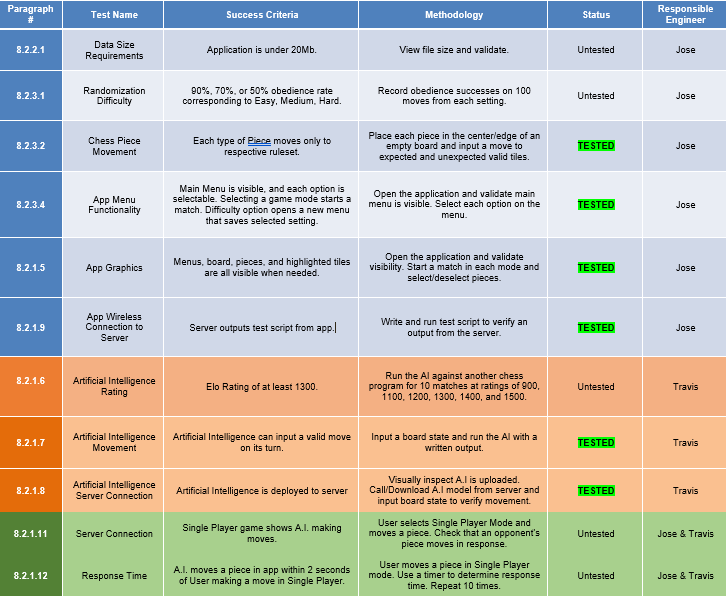 Paragraph # Test Name Success Criteria Methodology Status Responsible Engineer
8.2.2.1 Data Size Requirements Application is under 20Mb. View file size and validate. Untested Jose
8.2.3.1 Randomization Difficulty 90%, 70%, or 50% obedience rate corresponding to Easy, Medium, Hard. Record obedience successes on 100 moves from each setting. Untested Jose
8.2.3.2 Chess Piece Movement Each type of Piece moves only to respective ruleset. Place each piece in the center/edge of an empty board and input a move to expected and unexpected valid tiles. TESTED Jose
8.2.3.4 App Menu Functionality Main Menu is visible, and each option is selectable. Selecting a game mode starts a match. Difficulty option opens a new menu that saves selected setting. Open the application and validate main menu is visible. Select each option on the menu. TESTED Jose
8.2.1.5 App Graphics Menus, board, pieces, and highlighted tiles are all visible when needed. Open the application and validate visibility. Start a match in each mode and select/deselect pieces. TESTED Jose
8.2.1.9 App Wireless Connection to Server Server outputs test script from app. Write and run test script to verify an output from the server. TESTED Jose
8.2.1.6 Artificial Intelligence Rating Elo Rating of at least 1300. Run the AI against another chess program for 10 matches at ratings of 900, 1100, 1200, 1300, 1400, and 1500. Untested Travis
8.2.1.7 Artificial Intelligence Movement Artificial Intelligence can input a valid move on its turn. Input a board state and run the AI with a written output. TESTED Travis
8.2.1.8 Artificial Intelligence Server Connection Artificial Intelligence is deployed to server Visually inspect A.I is uploaded. Call/Download A.I model from server and input board state to verify movement. TESTED Travis
8.2.1.11 Server Connection Single Player game shows A.I. making moves. User selects Single Player Mode and moves a piece. Check that an opponent's piece moves in response. Untested Jose & Travis
8.2.1.12 Response Time A.I. moves a piece in app within 2 seconds of User making a move in Single Player. User moves a piece in Single Player mode. Use a timer to determine response time. Repeat 10 times. Untested Jose & Travis